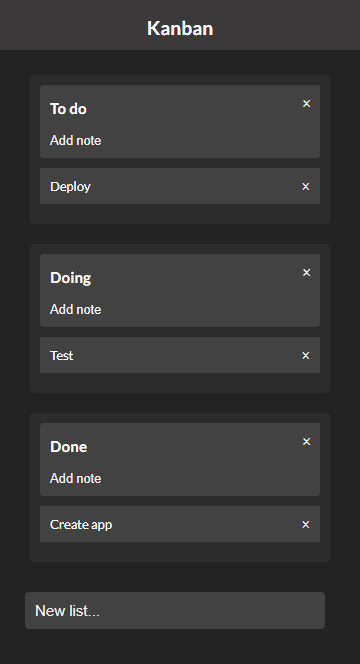 Kanban
To do ×
Add note
Deploy ×
Doing ×
Add note
Test ×
Done ×
Add note
Create app ×
New list...